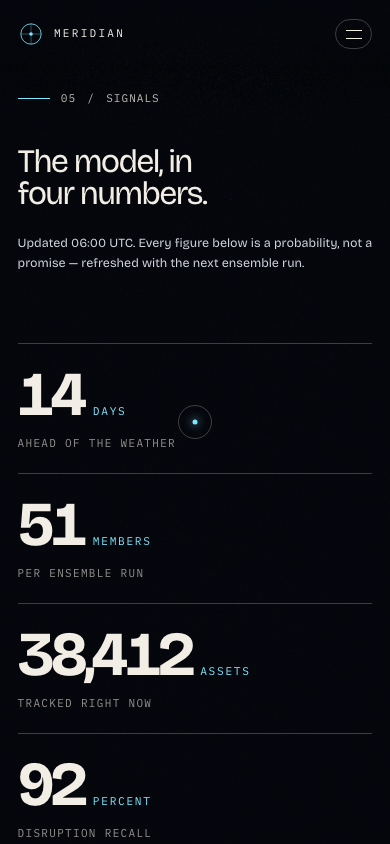 MERIDIAN
05 / SIGNALS
The model, in
four numbers.
Updated 06:00 UTC. Every figure below is a probability, not a
promise — refreshed with the next ensemble run.
14 DAYS
AHEAD OF THE WEATHER
51 MEMBERS
PER ENSEMBLE RUN
38,412 ASSETS
TRACKED RIGHT NOW
92 PERCENT
DISRUPTION RECALL